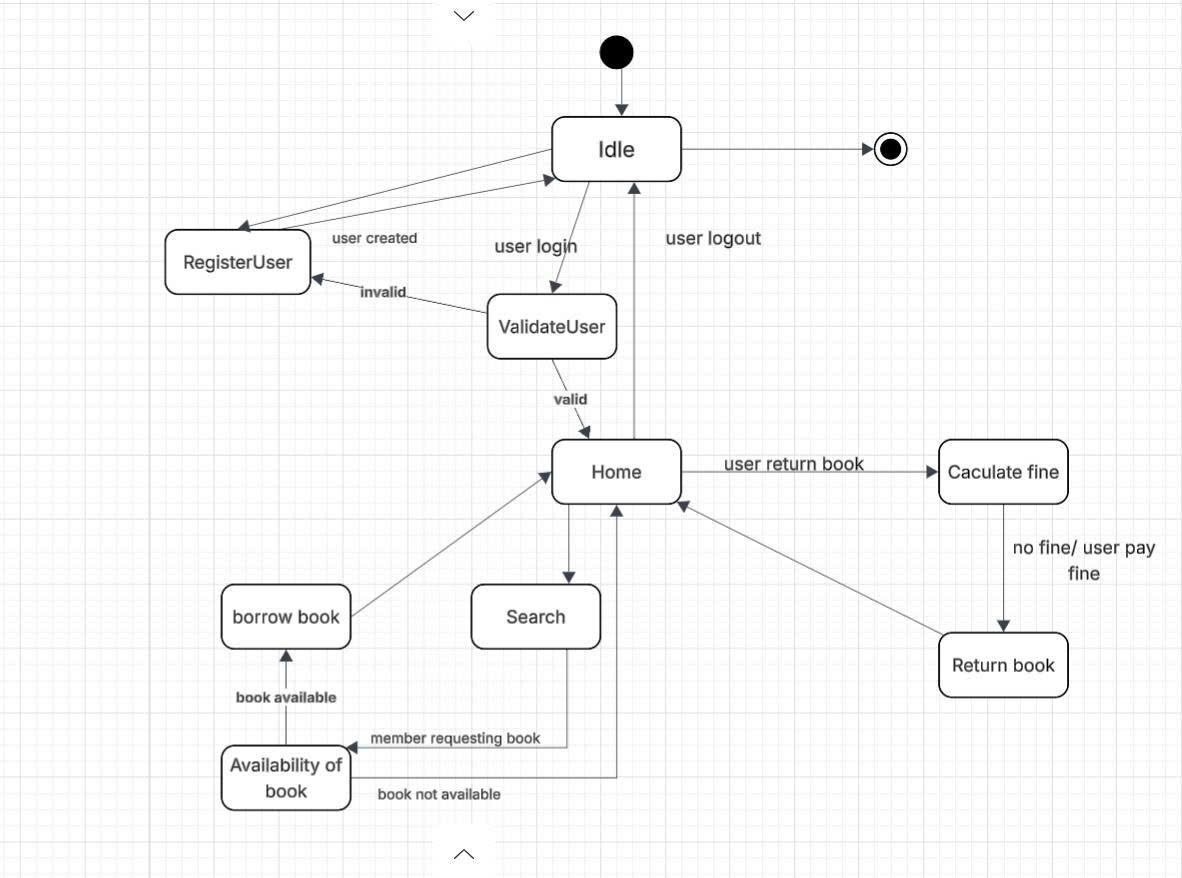 Idle
user created
user login
user logout
RegisterUser
invalid
ValidateUser
valid
Home
user return book
Caculate fine
no fine/ user pay
fine
borrow book
Search
Return book
book available
member requesting book
Availability of
book
book not available